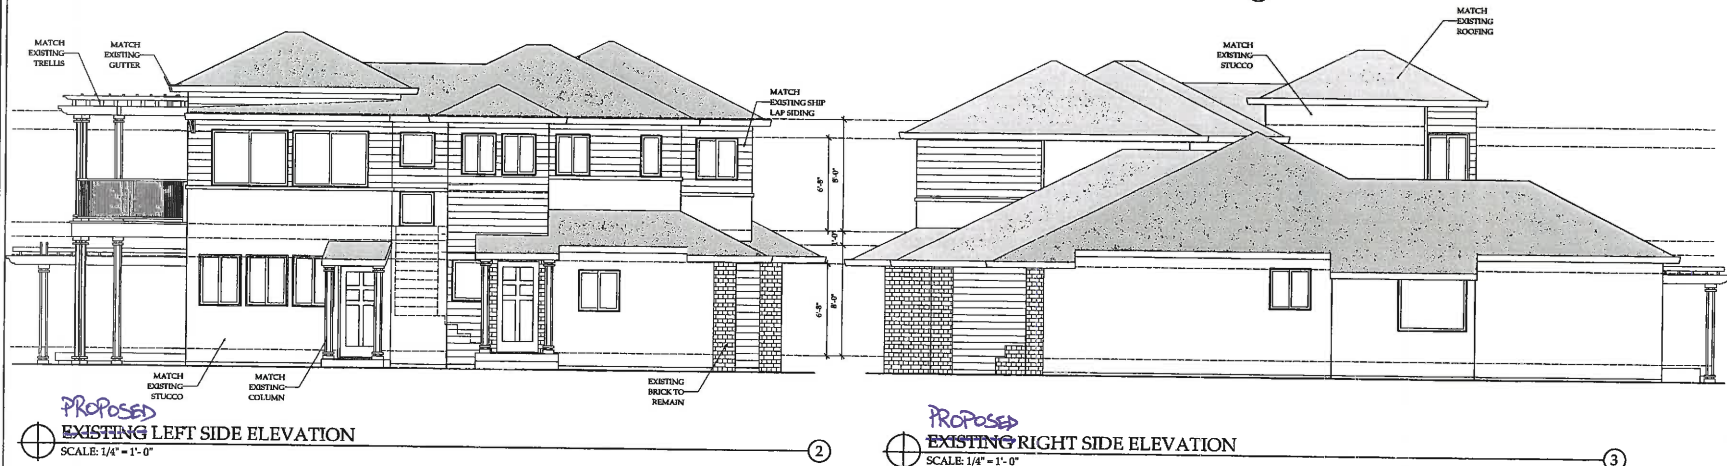 MATCH
EXISTING
TRELLIS
MATCH
EXISTING
GUTTER
MATCH
EXISTING SHIP
LAP SIDING
6'-8"
8'-0"
1'-0"
6'-8"
8'-0"
MATCH
EXISTING
STUCCO
MATCH
EXISTING
COLUMN
EXISTING
BRICK TO
REMAIN
PROPOSED
EXISTING LEFT SIDE ELEVATION
SCALE: 1/4" = 1'- 0"
2
MATCH
EXISTING
STUCCO
MATCH
EXISTING
ROOFING
PROPOSED
EXISTING RIGHT SIDE ELEVATION
SCALE: 1/4" = 1'- 0"
3